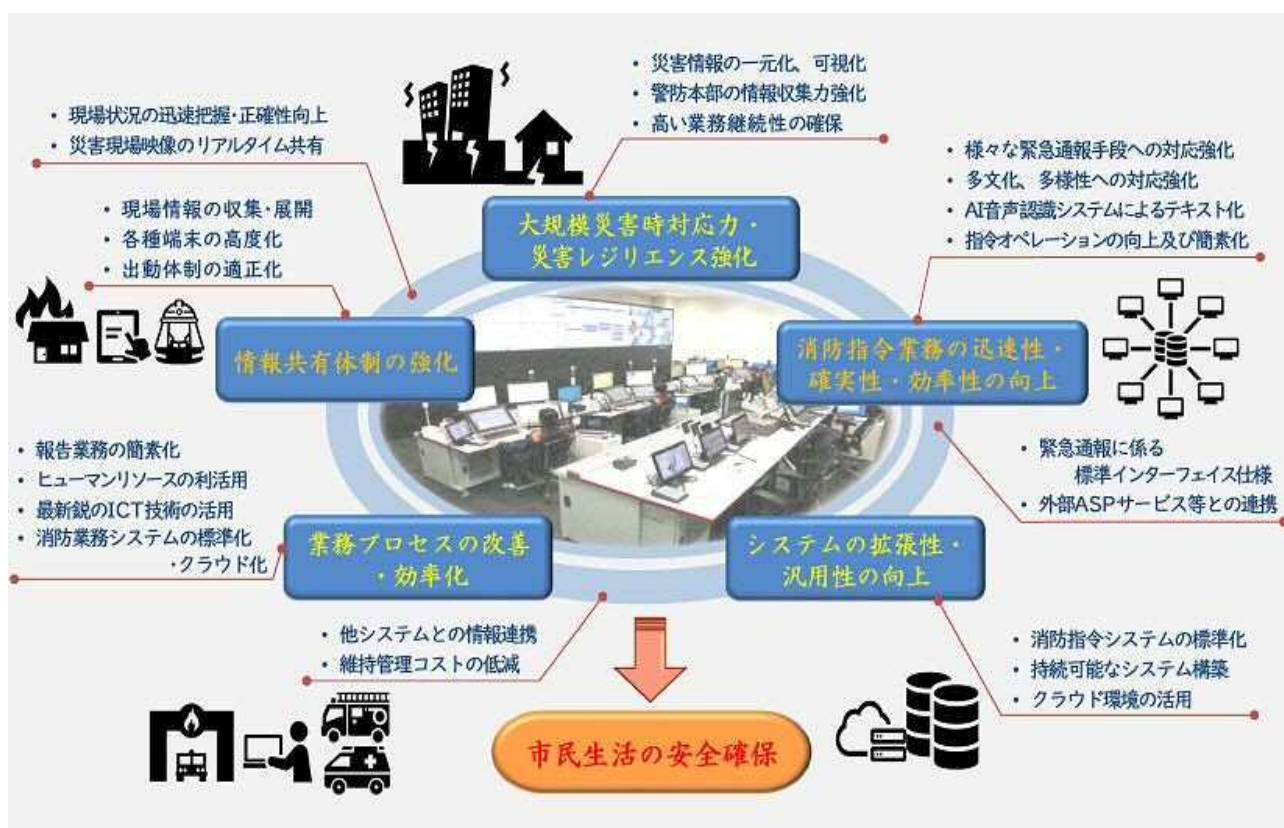 ・災害情報の一元化、可視化
・警防本部の情報収集力強化
・高い業務継続性の確保
・現場状況の迅速把握・正確性向上
・災害現場映像のリアルタイム共有
・様々な緊急通報手段への対応強化
・多文化、多様性への対応強化
・AI音声認識システムによるテキスト化
・指令オペレーションの向上及び簡素化
・現場情報の収集・展開
・各種端末の高度化
・出動体制の適正化
大規模災害時対応力・
災害レジリエンス強化
情報共有体制の強化
消防指令業務の迅速性・
確実性・効率性の向上
・報告業務の簡素化
・ヒューマンリソースの利活用
・最新鋭のICT技術の活用
・消防業務システムの標準化
・クラウド化
・緊急通報に係る
標準インターフェイス仕様
・外部ASPサービス等との連携
業務プロセスの改善
・効率化
システムの拡張性・
汎用性の向上
・他システムとの情報連携
・維持管理コストの低減
・消防指令システムの標準化
・持続可能なシステム構築
・クラウド環境の活用
市民生活の安全確保